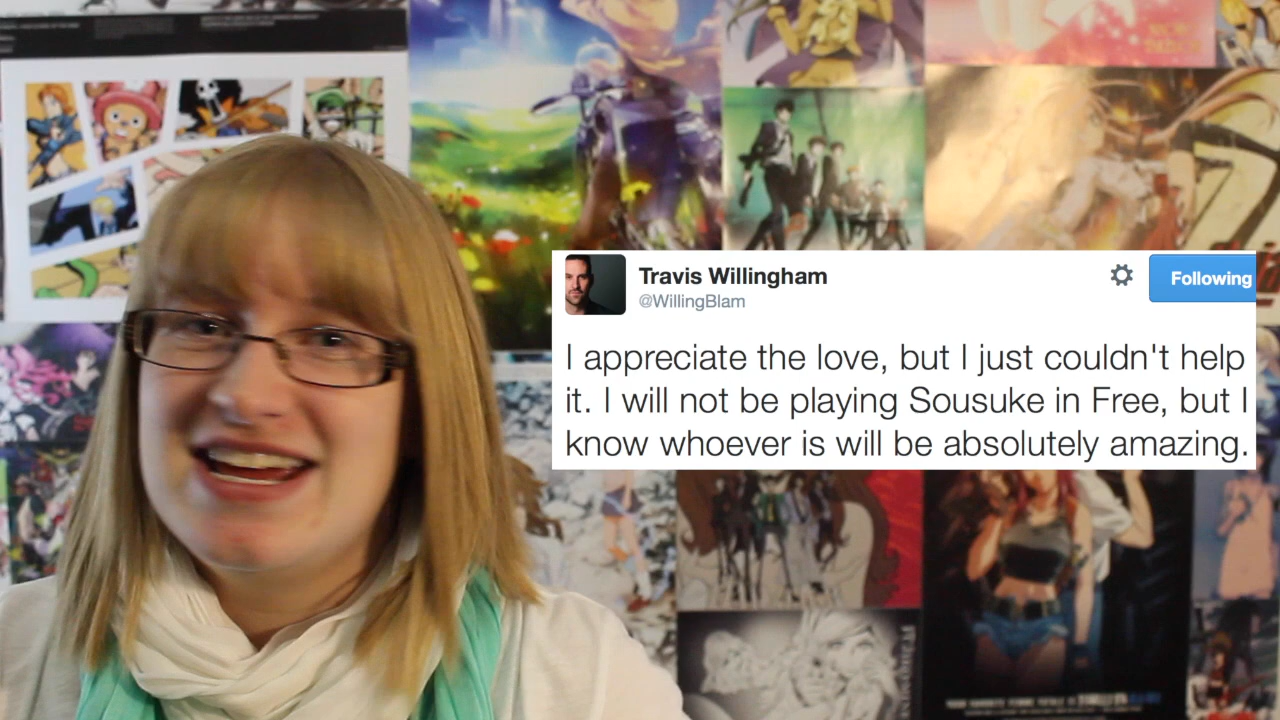 Travis Willingham
@WillingBlam
Following
I appreciate the love, but I just couldn't help
it. I will not be playing Sousuke in Free, but I
know whoever is will be absolutely amazing.